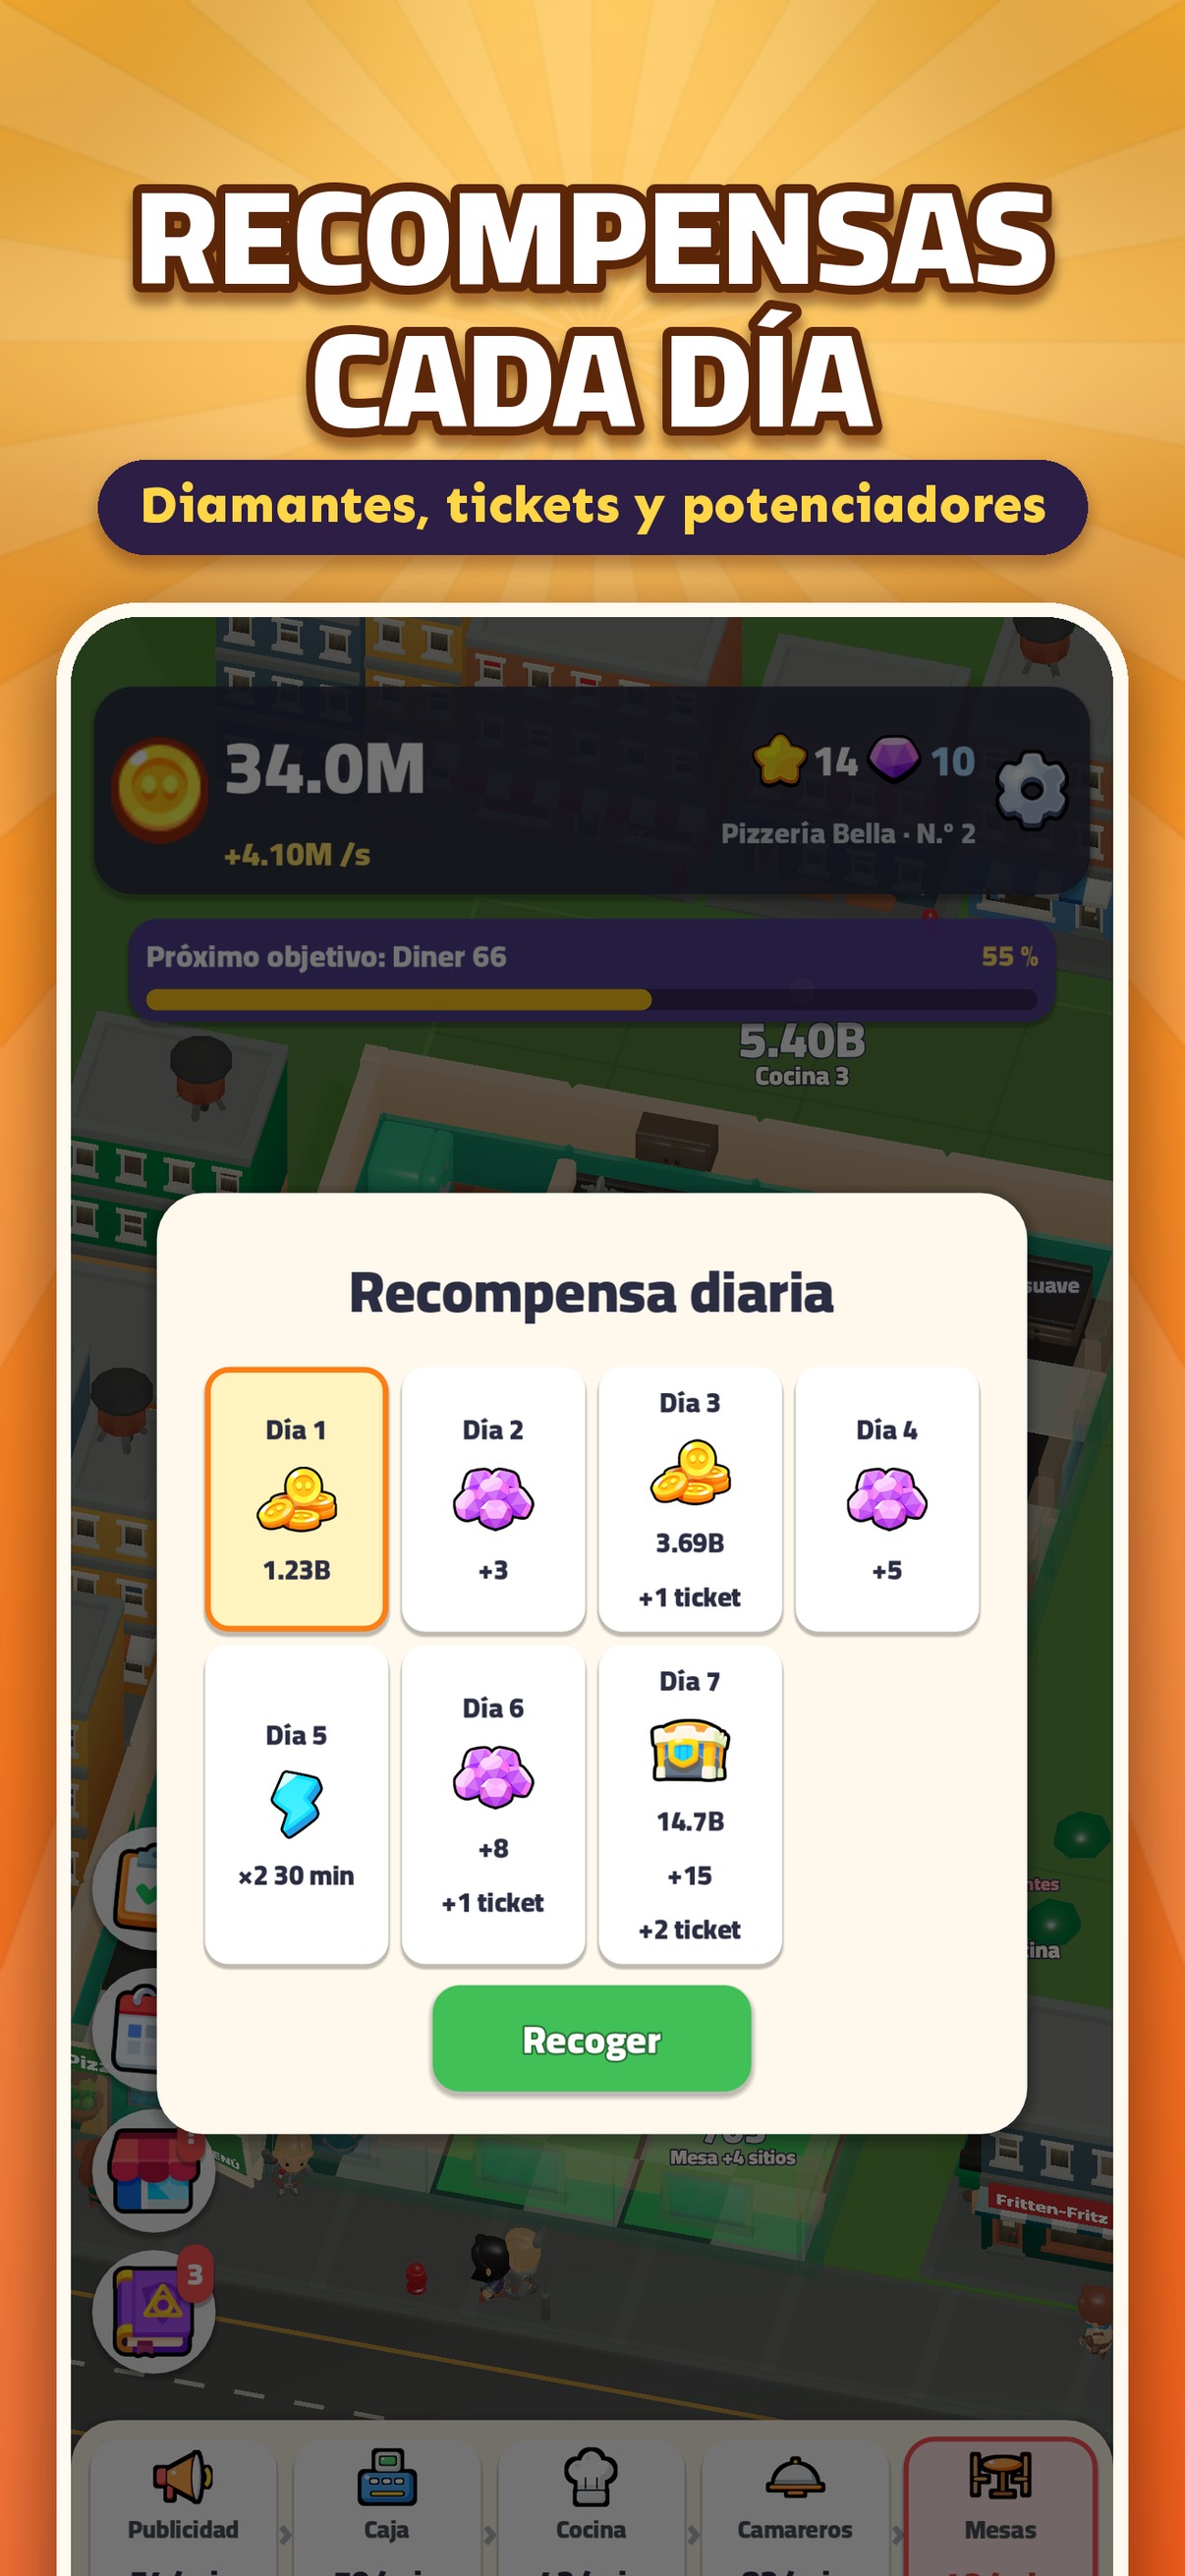 RECOMPENSAS
CADA DÍA
Diamantes, tickets y potenciadores
34.0M
14
10
+4.10M /s
Pizzería Bella · N.º 2
Próximo objetivo: Diner 66
55 %
5.40B
Cocina 3
suave
Recompensa diaria
Día 1
1.23B
Día 2
+3
Día 3
3.69B
+1 ticket
Día 4
+5
Día 5
×2 30 min
Día 6
+8
+1 ticket
Día 7
14.7B
+15
+2 ticket
Recoger
Mesa +4 sitios
Fritten-Fritz
3
Publicidad
Caja
Cocina
Camareros
Mesas